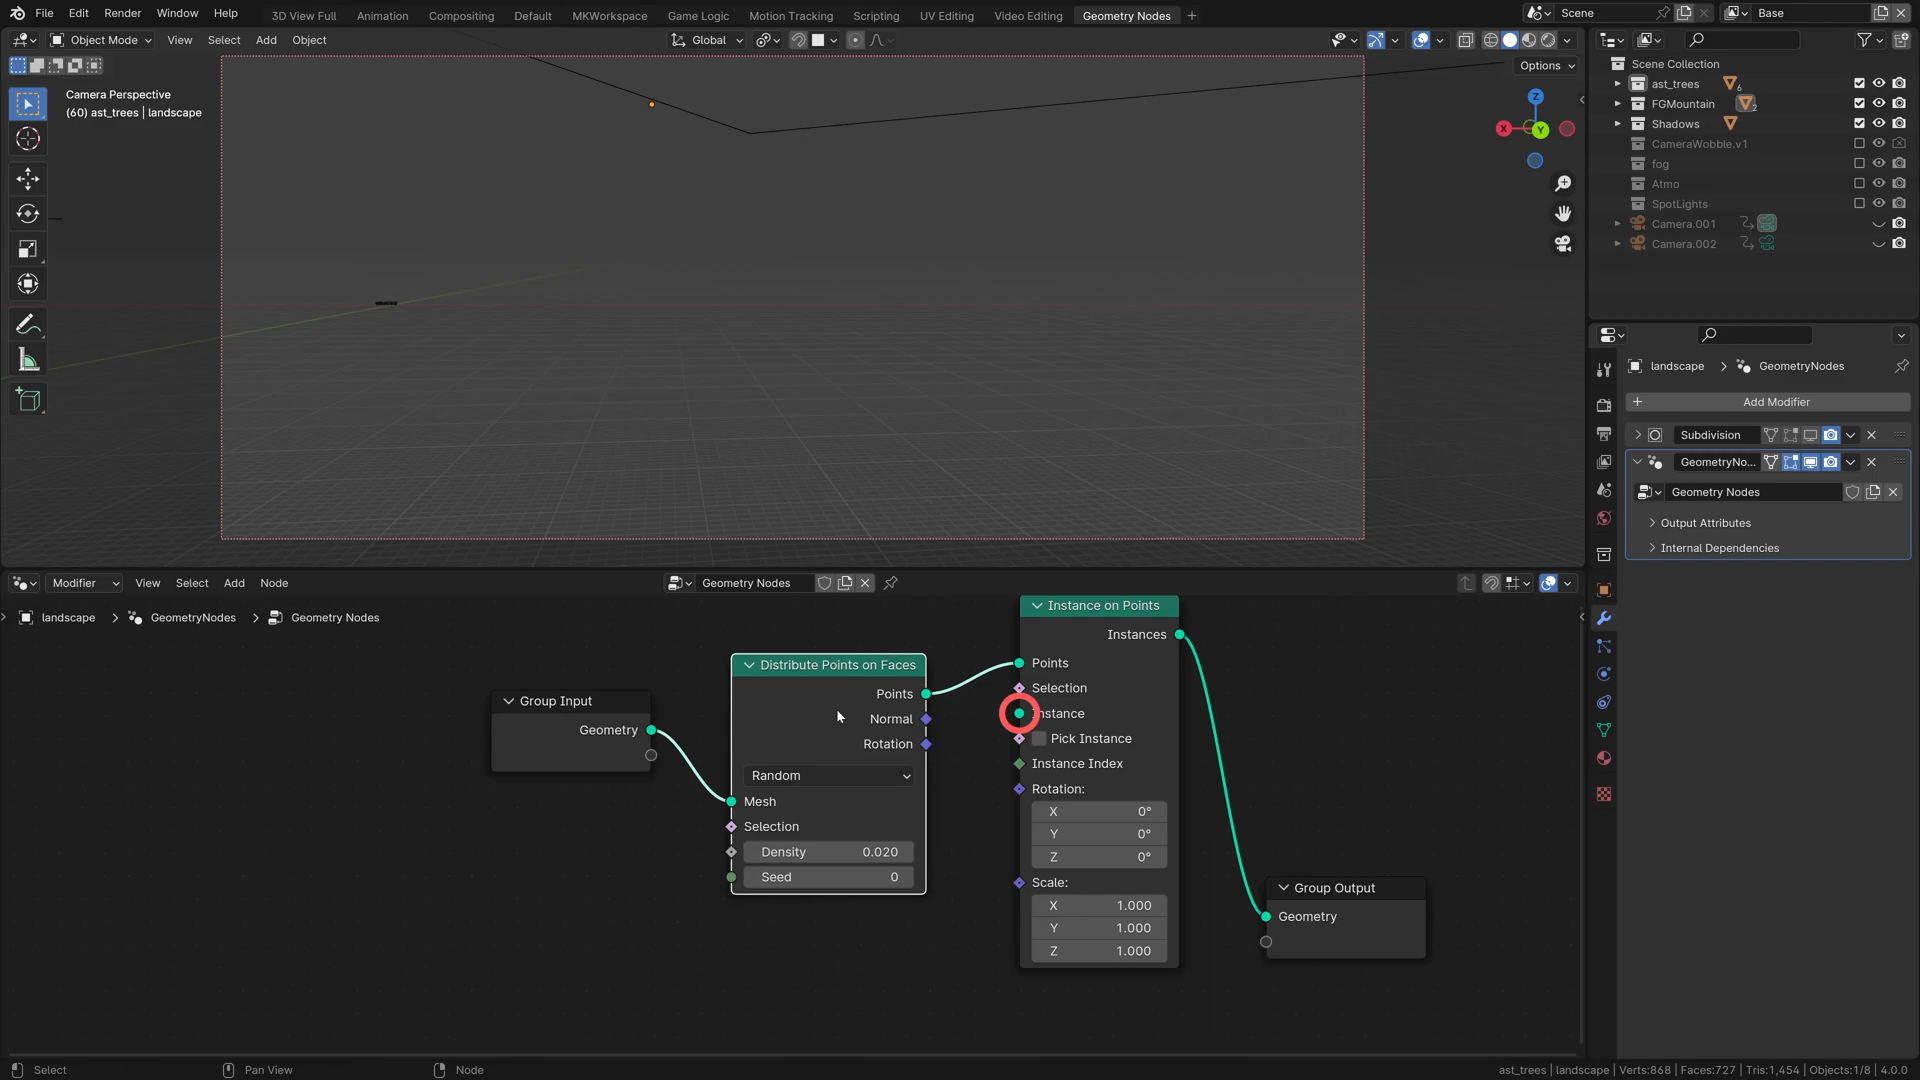 File Edit Render Window Help 3D View Full Animation Compositing Default MKWorkspace Game Logic Motion Tracking Scripting UV Editing Video Editing Geometry Nodes + Scene Base
Object Mode View Select Add Object Global
Options
Camera Perspective
(60) ast_trees | landscape
Z
X
Y
Scene Collection
ast_trees 6
FGMountain 2
Shadows
CameraWobble.v1
fog
Atmo
SpotLights
Camera.001
Camera.002
landscape > GeometryNodes
+ Add Modifier
Subdivision
GeometryNo...
Geometry Nodes
Output Attributes
Internal Dependencies
Modifier View Select Add Node Geometry Nodes
landscape > GeometryNodes > Geometry Nodes
Group Input
Geometry
Distribute Points on Faces
Points
Normal
Rotation
Random
Mesh
Selection
Density 0.020
Seed 0
Instance on Points
Instances
Points
Selection
Instance
Pick Instance
Instance Index
Rotation:
X 0°
Y 0°
Z 0°
Scale:
X 1.000
Y 1.000
Z 1.000
Group Output
Geometry
Select Pan View Node ast_trees | landscape | Verts:868 | Faces:727 | Tris:1,454 | Objects:1/8 | 4.0.0